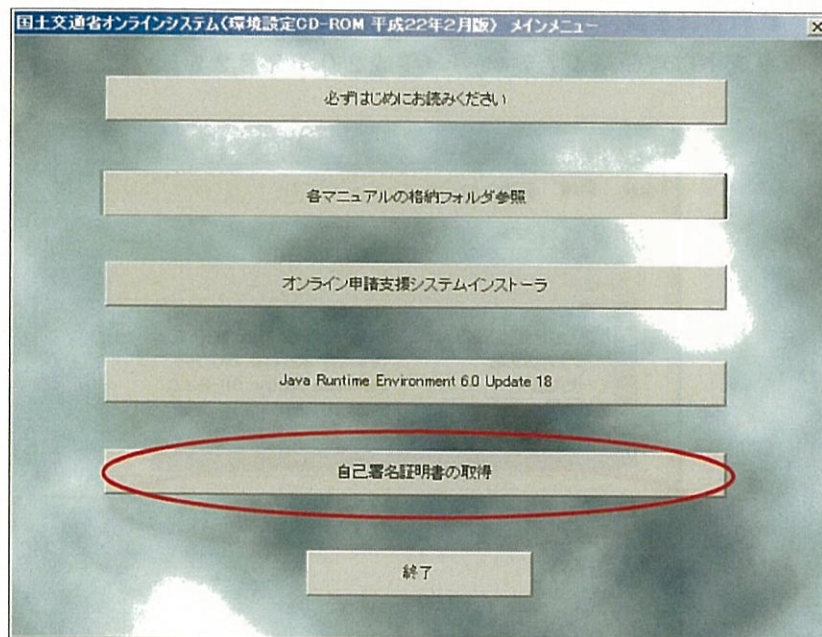 国土交通省オンラインシステム〈環境設定CD-ROM 平成22年2月版〉 メインメニュー
必ずはじめにお読みください
各マニュアルの格納フォルダ参照
オンライン申請支援システムインストーラ
Java Runtime Environment 6.0 Update 18
自己署名証明書の取得
終了